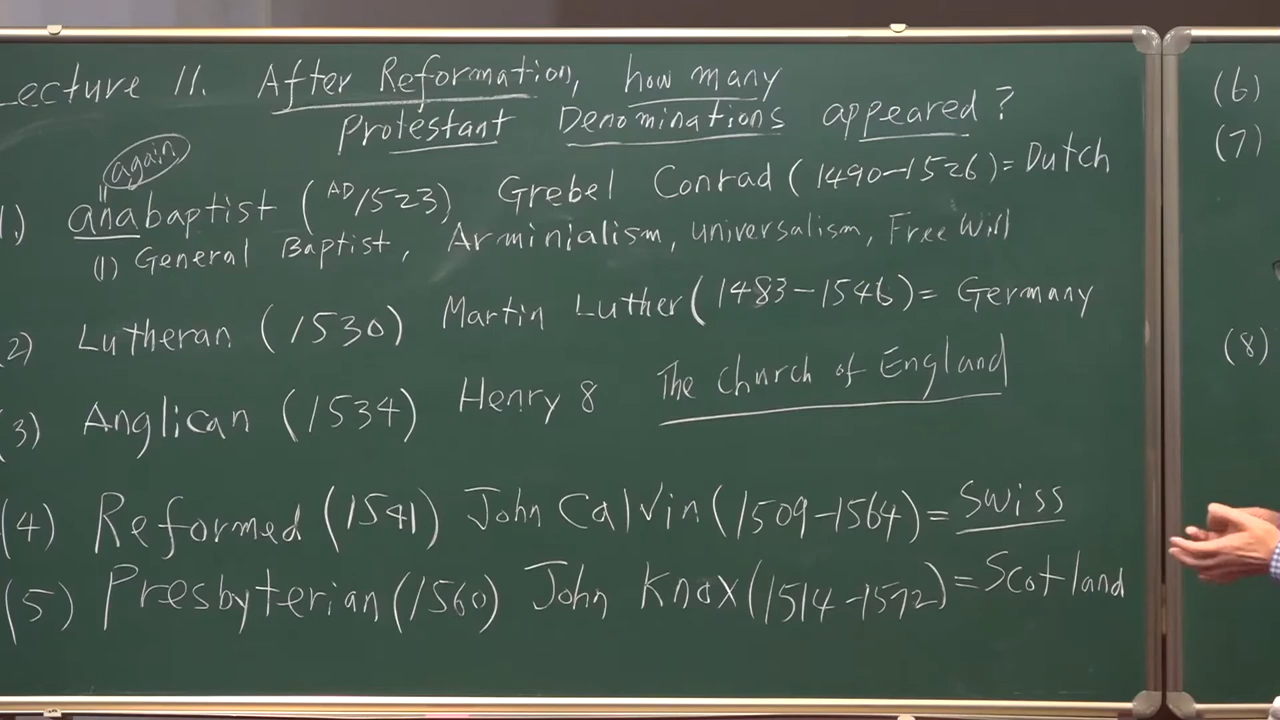 Lecture 11. After Reformation, how many
Protestant Denominations appeared?
again
1.) anabaptist (AD 1523) Grebel Conrad (1490-1526)= Dutch
(1) General Baptist, Arminialism, universalism, Free Will
2) Lutheran (1530) Martin Luther (1483-1546)= Germany
(3) Anglican (1534) Henry 8 The Church of England
(4) Reformed (1541) John Calvin (1509-1564)= Swiss
(5) Presbyterian (1560) John Knox (1514-1572)= Scotland
(6)
(7)
(8)